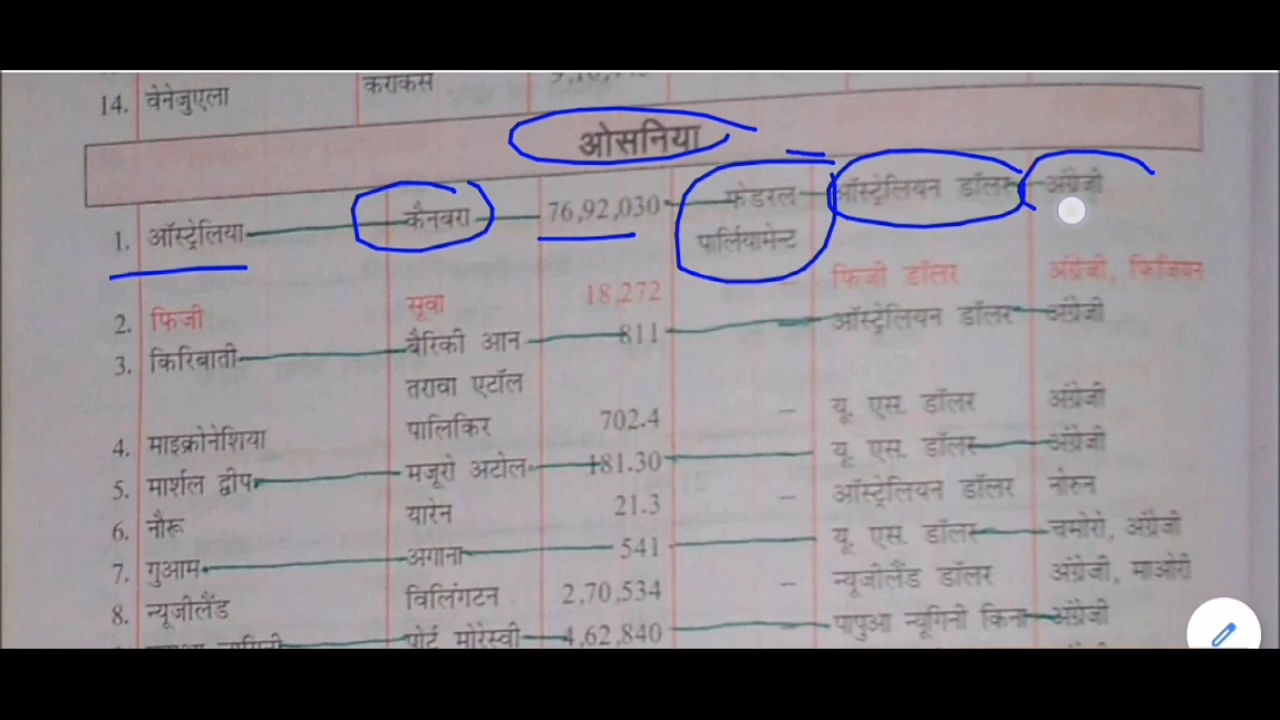 14. वेनेजुएला कराकस
ओसनिया
1. ऑस्ट्रेलिया कैनबरा 76,92,030 फेडरल पार्लियामेन्ट ऑस्ट्रेलियन डॉलर अंग्रेजी
2. फिजी सूवा 18,272 – फिजी डॉलर अंग्रेजी, फिजियन
3. किरिबाती बैरिकी आन 811 ऑस्ट्रेलियन डॉलर अंग्रेजी
तरावा एटॉल
4. माइक्रोनेशिया पालिकिर 702.4 – यू. एस. डॉलर अंग्रेजी
5. मार्शल द्वीप मजूरो अटोल 181.30 यू. एस. डॉलर अंग्रेजी
6. नौरू यारेन 21.3 – ऑस्ट्रेलियन डॉलर नोरुन
7. गुआम अगाना 541 यू. एस. डॉलर चमोरो, अंग्रेजी
8. न्यूजीलैंड विलिंगटन 2,70,534 – न्यूजीलैंड डॉलर अंग्रेजी, माओरी
पोर्ट मोरेस्वी 4,62,840 पापुआ न्यूगिनी किना अंग्रेजी